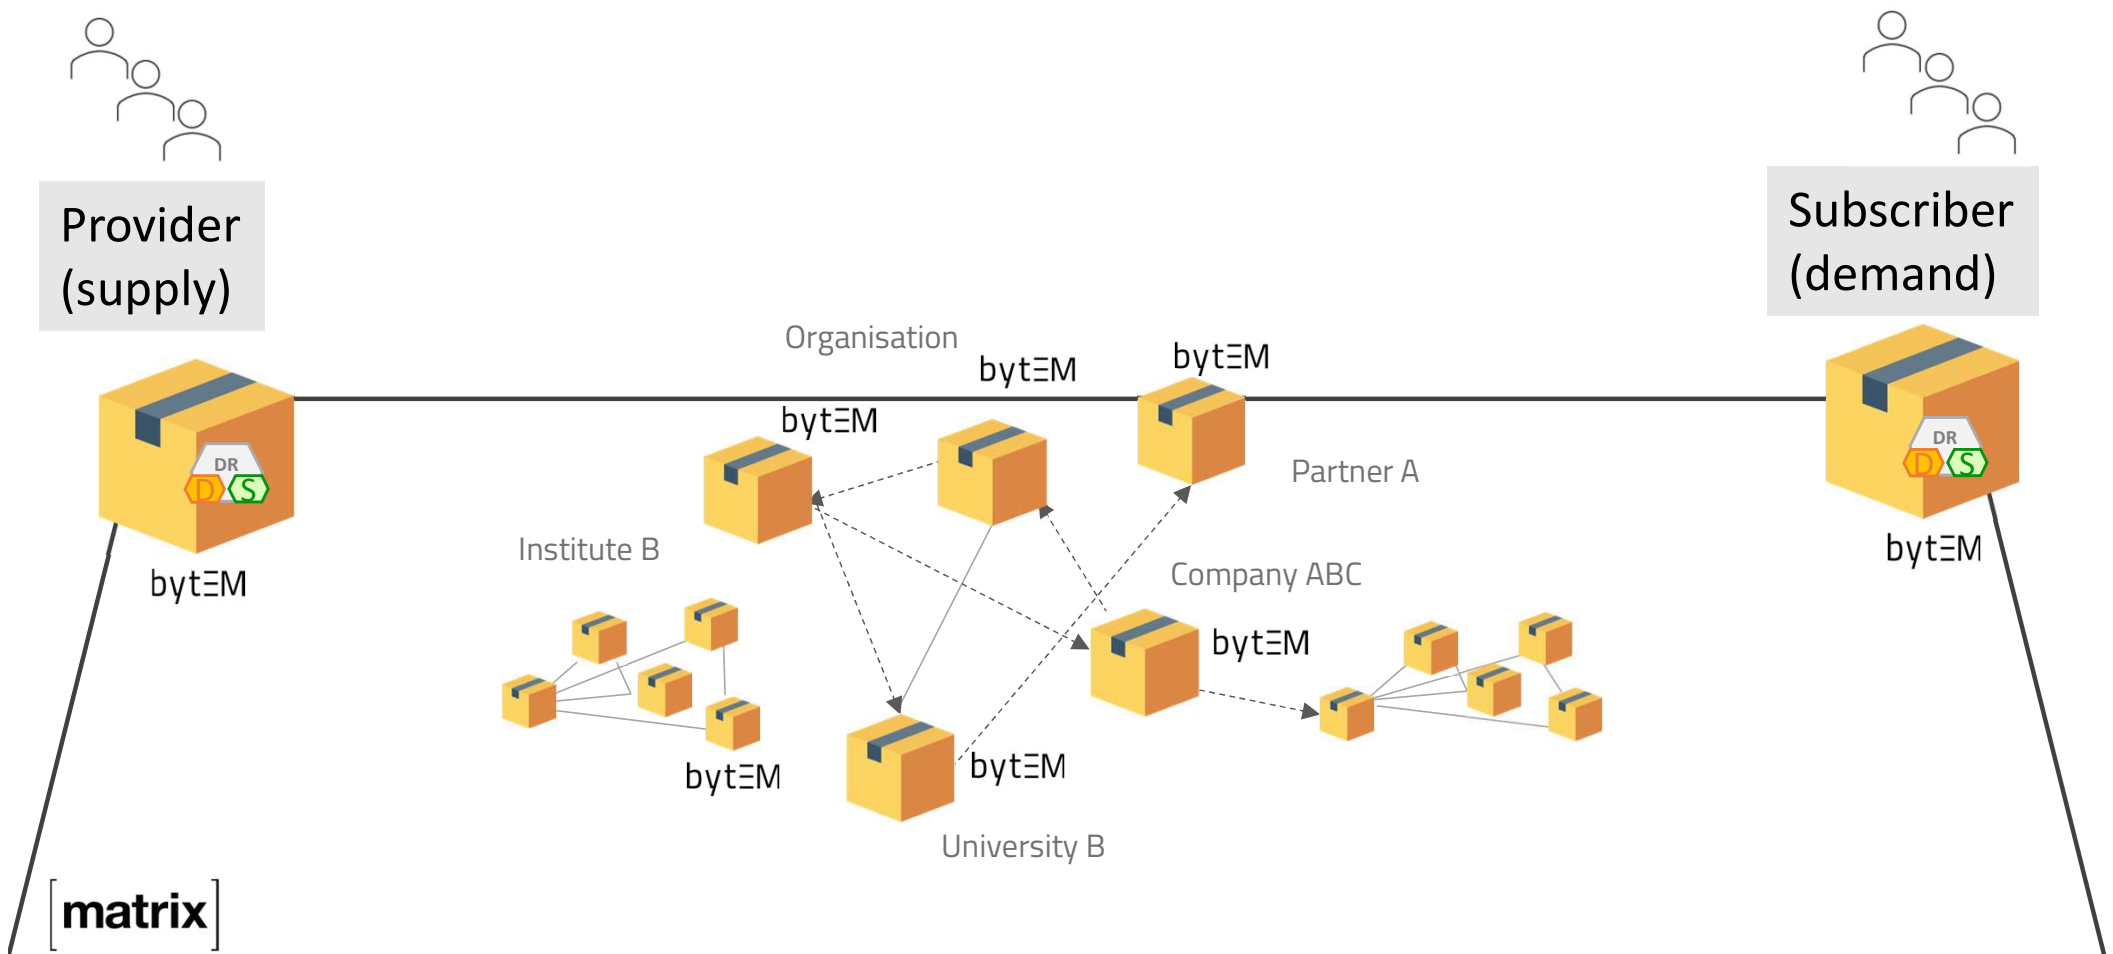 Provider
(supply)
Subscriber
(demand)
Organisation
bytΞM
bytΞM
bytΞM
Partner A
DR
D S
DR
D S
Institute B
bytΞM
bytΞM
Company ABC
bytΞM
bytΞM
bytΞM
University B
[matrix]